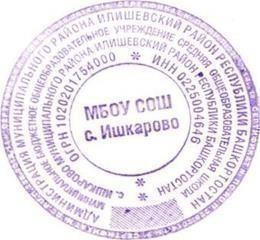 АДМИНИСТРАЦИЯ МУНИЦИПАЛЬНОГО РАЙОНА ИЛИШЕВСКИЙ РАЙОН РЕСПУБЛИКИ БАШКОРТОСТАН
МУНИЦИПАЛЬНОЕ БЮДЖЕТНОЕ ОБЩЕОБРАЗОВАТЕЛЬНОЕ УЧРЕЖДЕНИЕ СРЕДНЯЯ ОБЩЕОБРАЗОВАТЕЛЬНАЯ ШКОЛА
С. ИШКАРОВО МУНИЦИПАЛЬНОГО РАЙОНА ИЛИШЕВСКИЙ РАЙОН РЕСПУБЛИКИ БАШКОРТОСТАН
* ОГРН 1020201754000 * ИНН 0225004646
МБОУ СОШ
с. Ишкарово